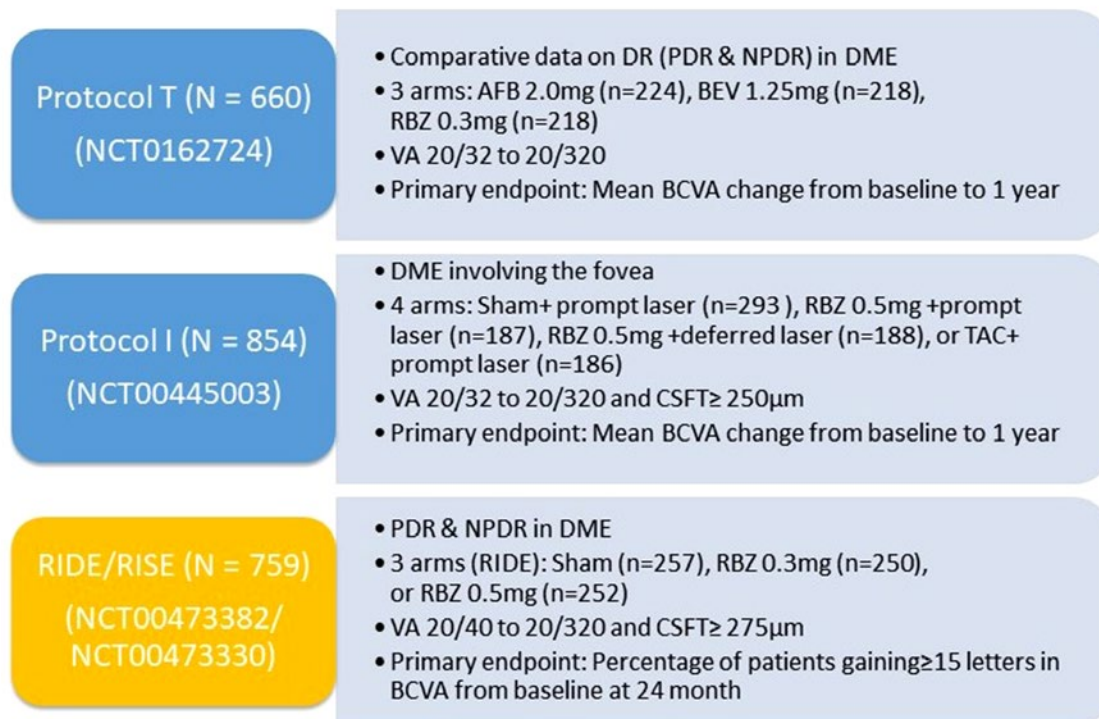 Protocol T (N = 660)
(NCT0162724)
• Comparative data on DR (PDR & NPDR) in DME
• 3 arms: AFB 2.0mg (n=224), BEV 1.25mg (n=218),
RBZ 0.3mg (n=218)
• VA 20/32 to 20/320
• Primary endpoint: Mean BCVA change from baseline to 1 year
Protocol I (N = 854)
(NCT00445003)
• DME involving the fovea
• 4 arms: Sham+ prompt laser (n=293 ), RBZ 0.5mg +prompt
laser (n=187), RBZ 0.5mg +deferred laser (n=188), or TAC+
prompt laser (n=186)
• VA 20/32 to 20/320 and CSFT≥ 250µm
• Primary endpoint: Mean BCVA change from baseline to 1 year
RIDE/RISE (N = 759)
(NCT00473382/
NCT00473330)
• PDR & NPDR in DME
• 3 arms (RIDE): Sham (n=257), RBZ 0.3mg (n=250),
or RBZ 0.5mg (n=252)
• VA 20/40 to 20/320 and CSFT≥ 275µm
• Primary endpoint: Percentage of patients gaining≥15 letters in
BCVA from baseline at 24 month